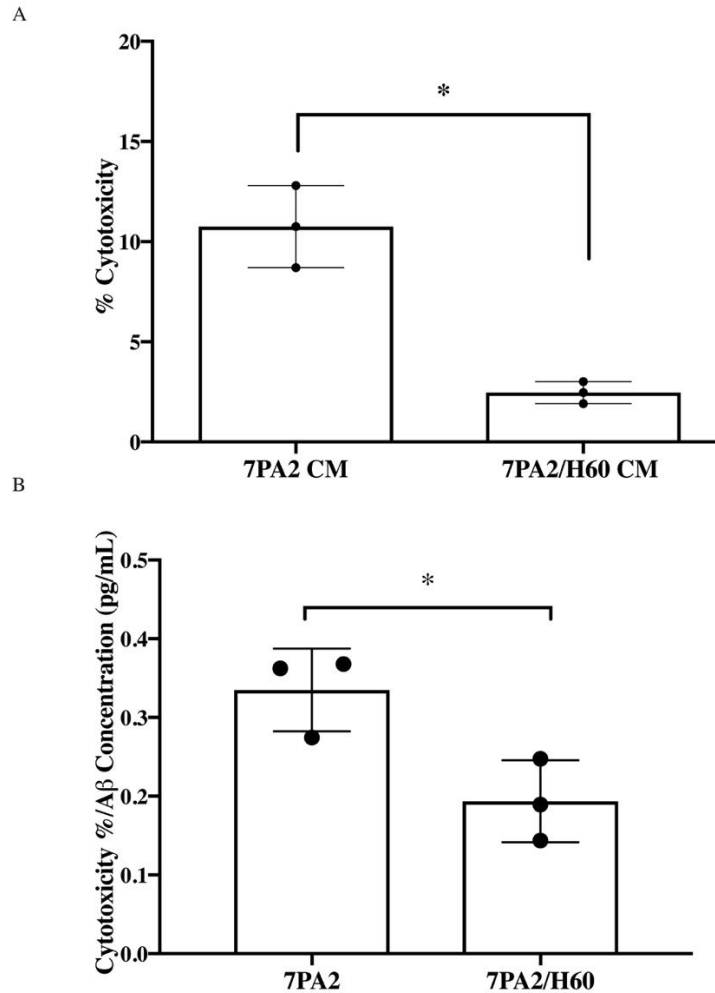 A
20
15
10
5
0
% Cytotoxicity
*
7PA2 CM
7PA2/H60 CM
B
0.5
0.4
0.3
0.2
0.1
0.0
Cytotoxicity %/Aβ Concentration (pg/mL)
*
7PA2
7PA2/H60